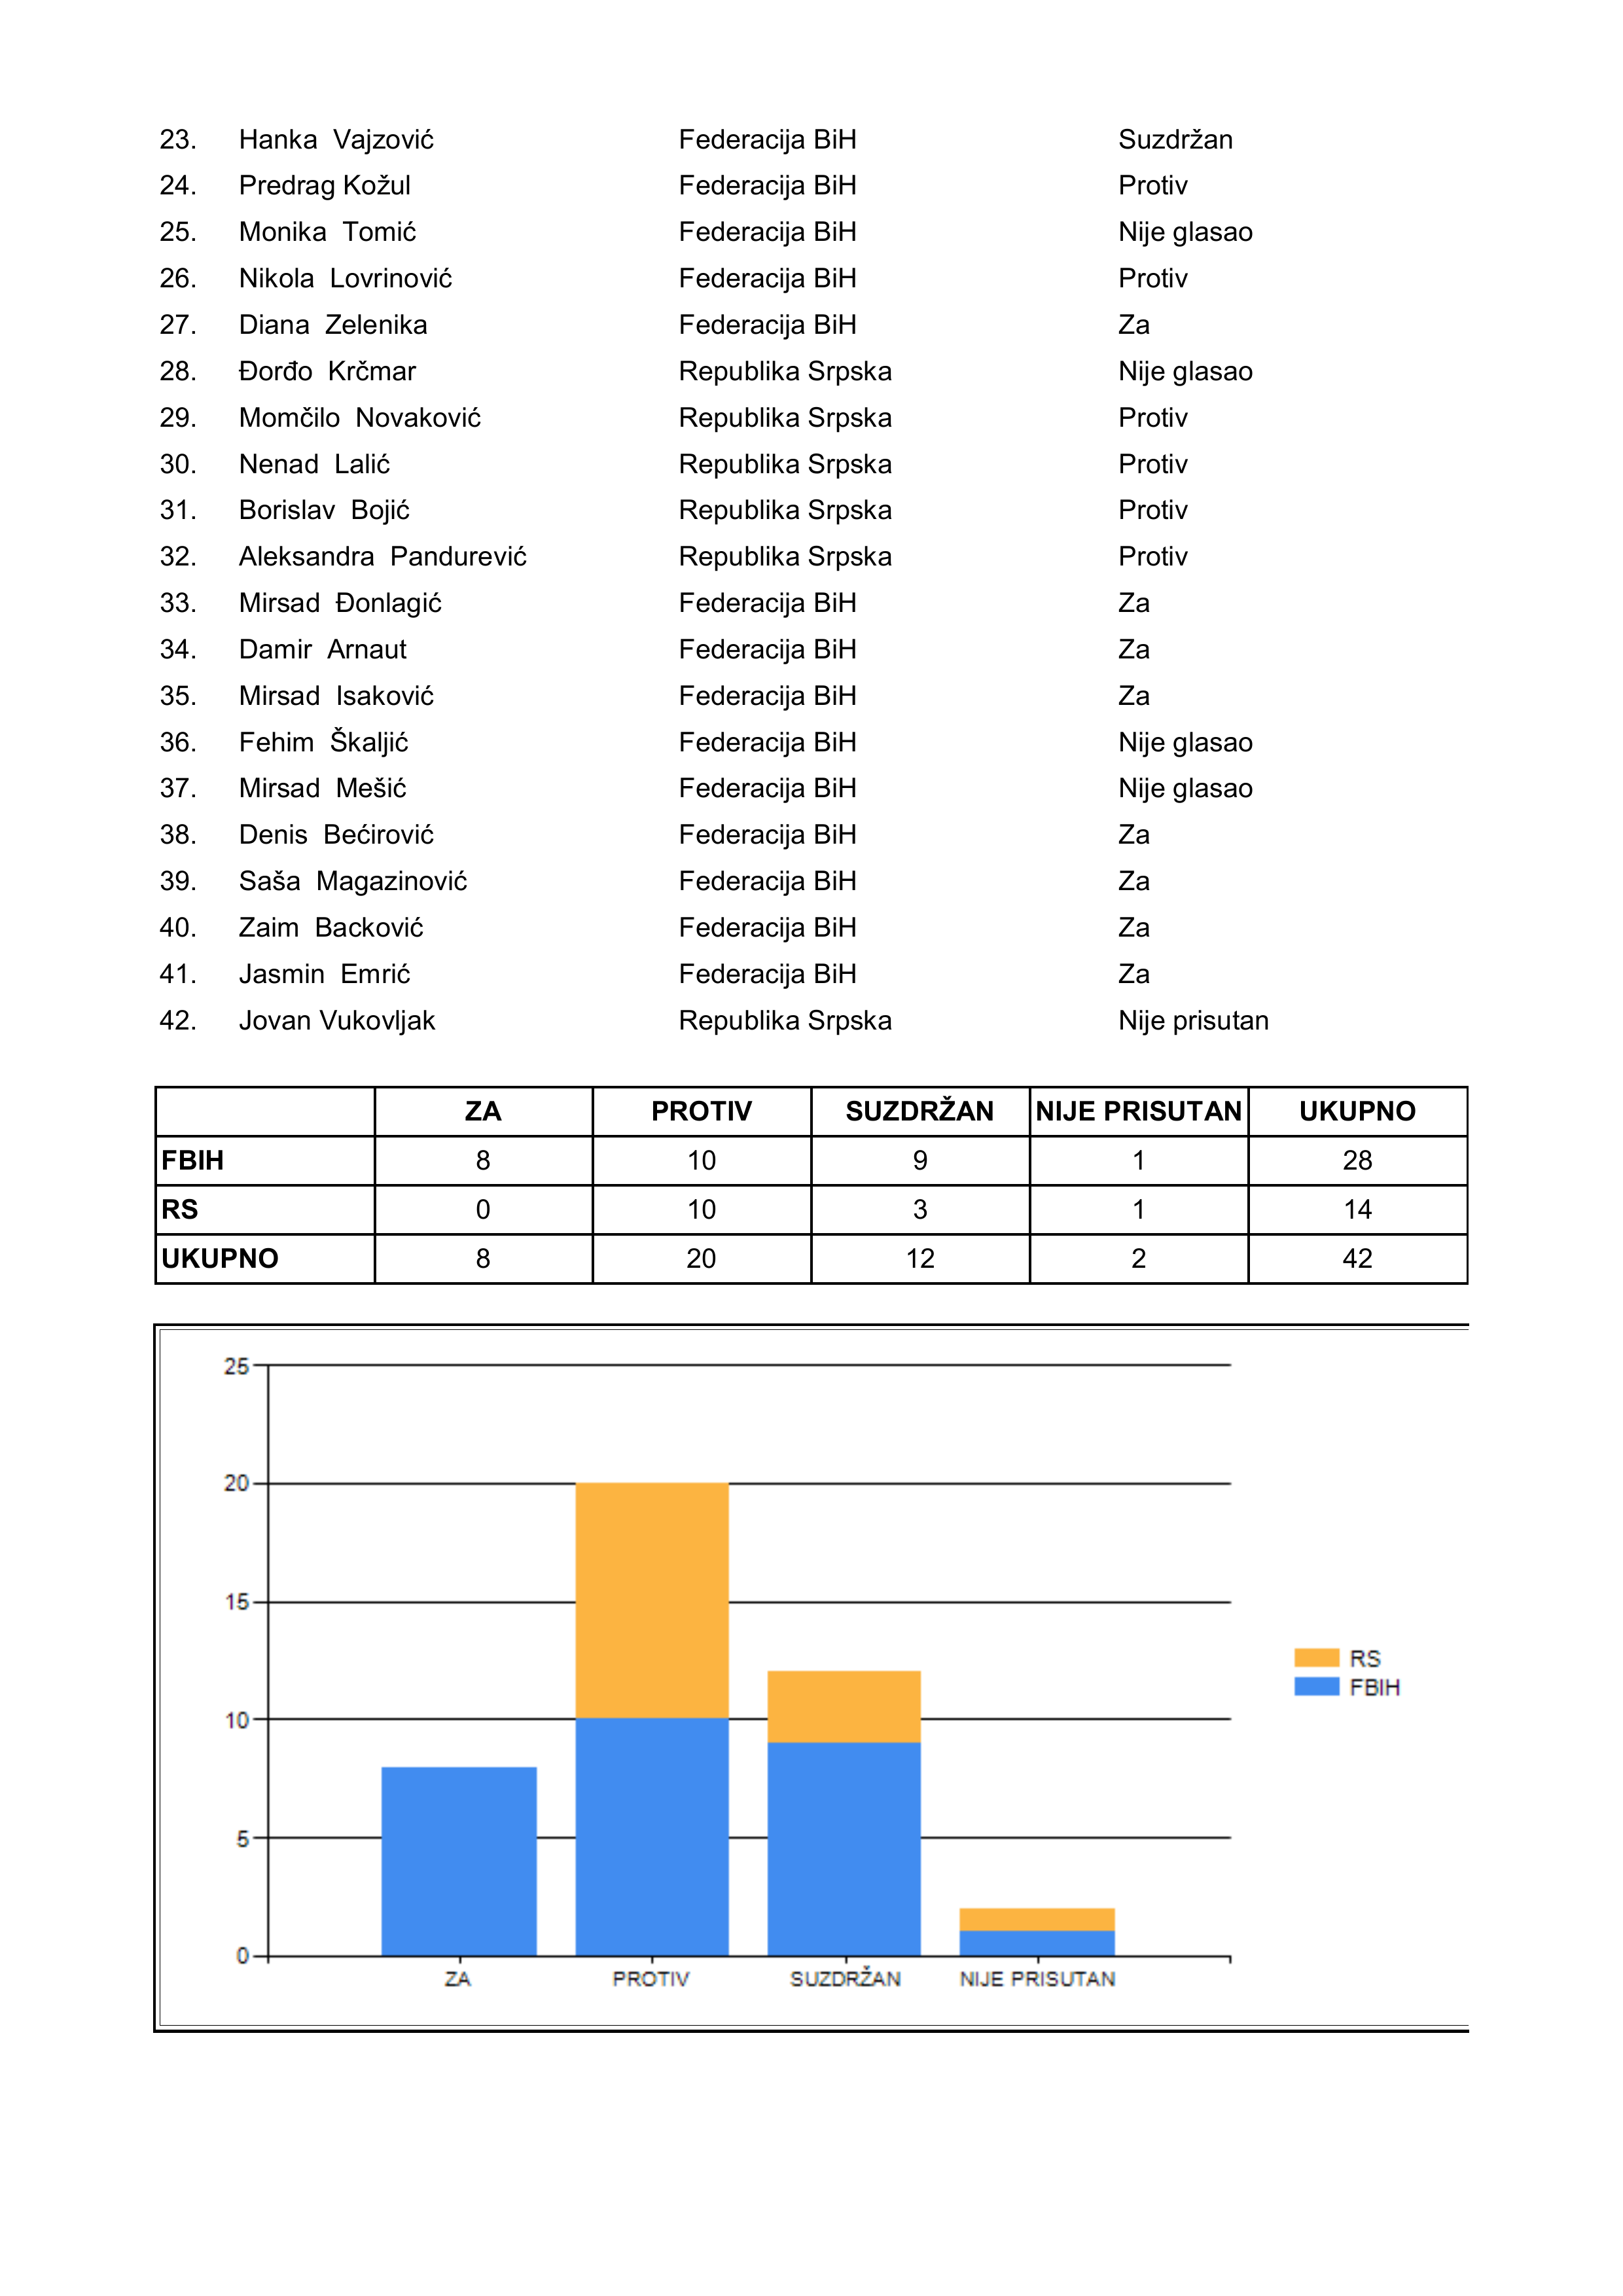 23. Hanka Vajzović Federacija BiH Suzdržan
24. Predrag Kožul Federacija BiH Protiv
25. Monika Tomić Federacija BiH Nije glasao
26. Nikola Lovrinović Federacija BiH Protiv
27. Diana Zelenika Federacija BiH Za
28. Đorđo Krčmar Republika Srpska Nije glasao
29. Momčilo Novaković Republika Srpska Protiv
30. Nenad Lalić Republika Srpska Protiv
31. Borislav Bojić Republika Srpska Protiv
32. Aleksandra Pandurević Republika Srpska Protiv
33. Mirsad Đonlagić Federacija BiH Za
34. Damir Arnaut Federacija BiH Za
35. Mirsad Isaković Federacija BiH Za
36. Fehim Škaljić Federacija BiH Nije glasao
37. Mirsad Mešić Federacija BiH Nije glasao
38. Denis Bećirović Federacija BiH Za
39. Saša Magazinović Federacija BiH Za
40. Zaim Backović Federacija BiH Za
41. Jasmin Emrić Federacija BiH Za
42. Jovan Vukovljak Republika Srpska Nije prisutan
ZA PROTIV SUZDRŽAN NIJE PRISUTAN UKUPNO
FBIH 8 10 9 1 28
RS 0 10 3 1 14
UKUPNO 8 20 12 2 42
25
20
15
10
5
0
ZA PROTIV SUZDRŽAN NIJE PRISUTAN
RS
FBIH